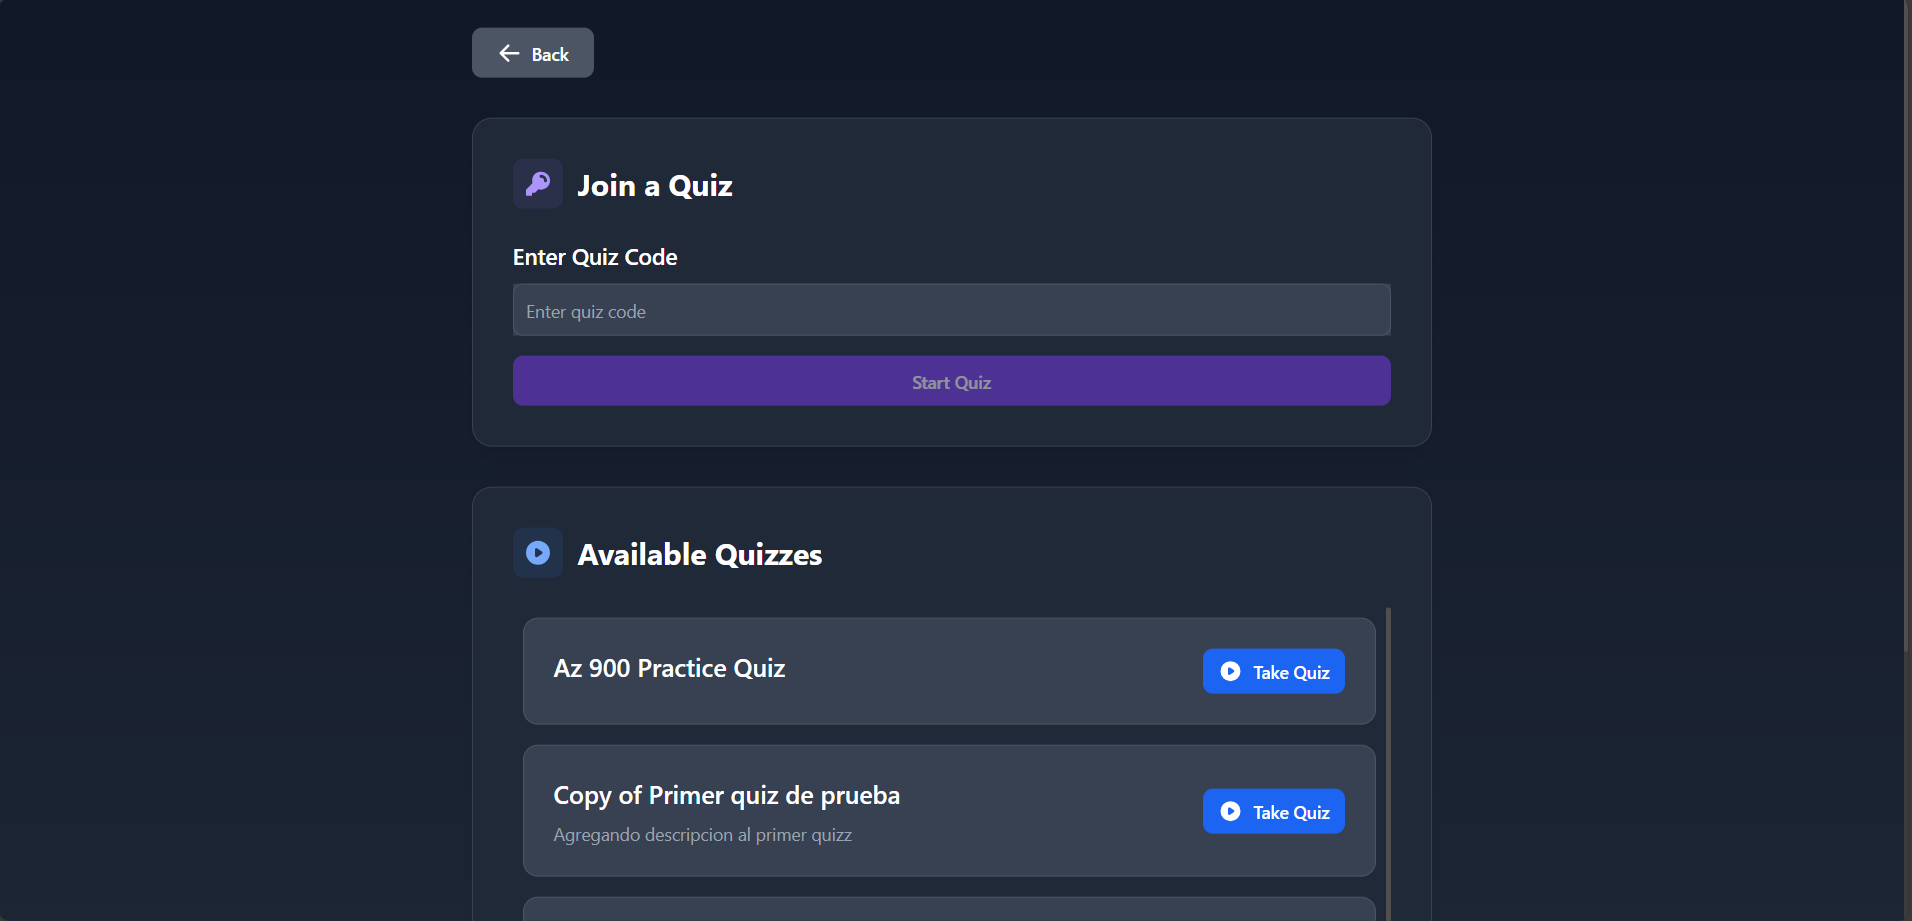 Back
Join a Quiz
Enter Quiz Code
Enter quiz code
Start Quiz
Available Quizzes
Az 900 Practice Quiz
Take Quiz
Copy of Primer quiz de prueba
Take Quiz
Agregando descripcion al primer quizz